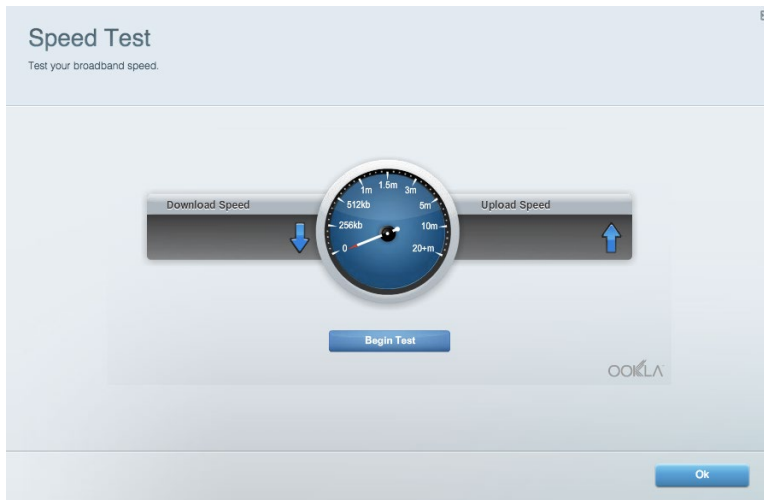 Speed Test
Test your broadband speed.
Download Speed
Upload Speed
0
256kb
512kb
1m
1.5m
3m
5m
10m
20+m
Begin Test
OOKLA
Ok